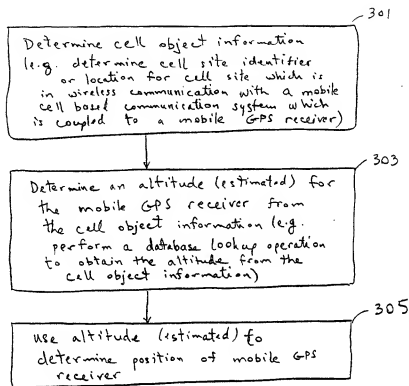 301
Determine cell object information
(e.g. determine cell site identifier
or location for cell site which is
in wireless communication with a mobile
cell based communication system which
is coupled to a mobile GPS receiver)
303
Determine an altitude (estimated) for
the mobile GPS receiver from
the cell object information (e.g.
perform a database lookup operation
to obtain the altitude from the
cell object information)
305
use altitude (estimated) to
determine position of mobile GPS
receiver